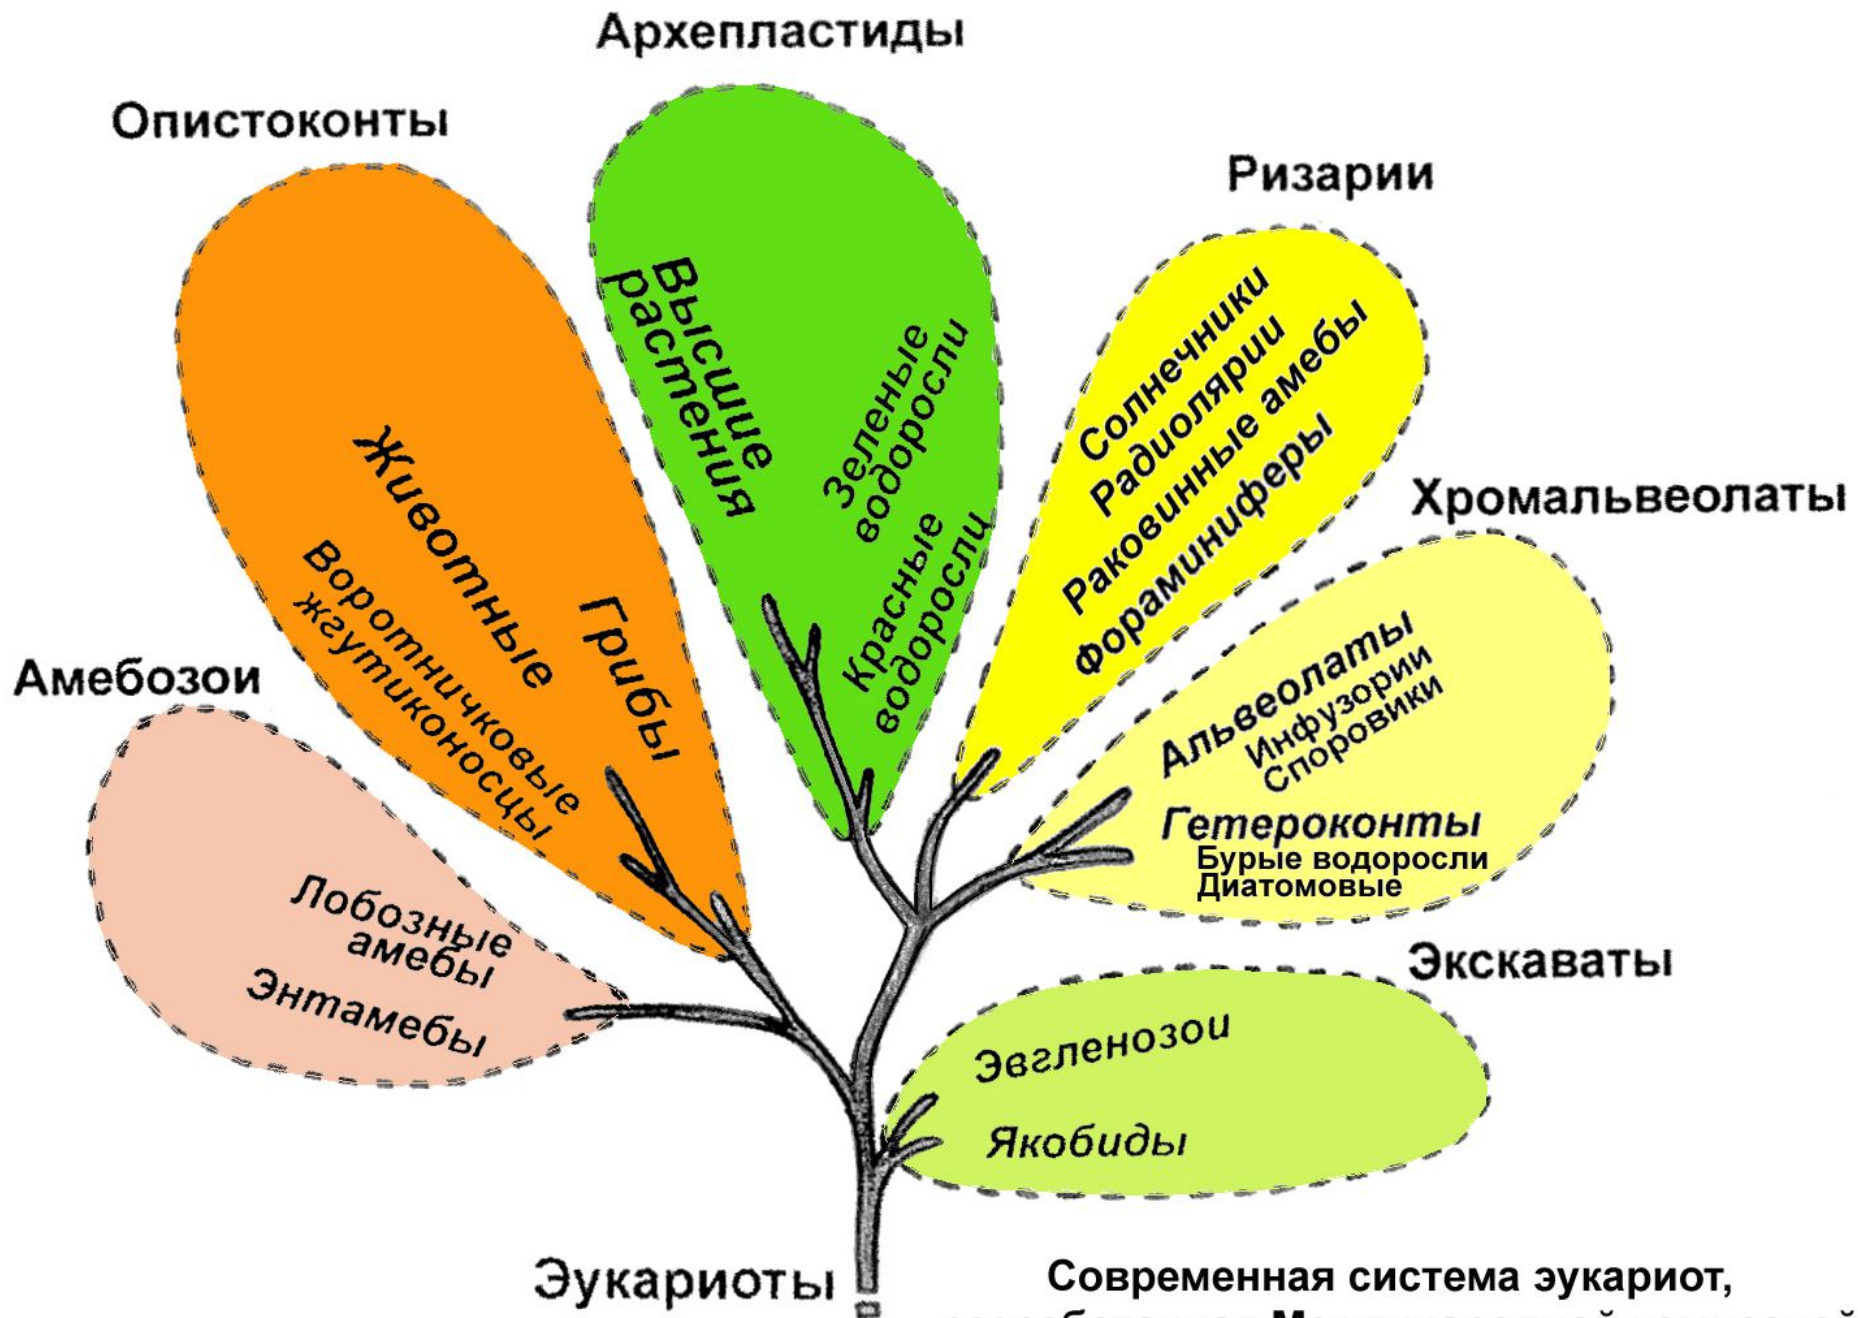 Архепластиды
Опистоконты
Ризарии
Хромальвеолаты
Амебозои
Экскаваты
Высшие
растения
Зеленые
водоросли
Красные
водоросли
Животные
Воротничковые
жгутиконосцы
Грибы
Солнечники
Радиолярии
Раковинные амебы
Фораминиферы
Альвеолаты
Инфузории
Споровики
Гетероконты
Бурые водоросли
Диатомовые
Лобозные
амебы
Энтамебы
Эвгленозои
Якобиды
Эукариоты
Современная система эукариот,